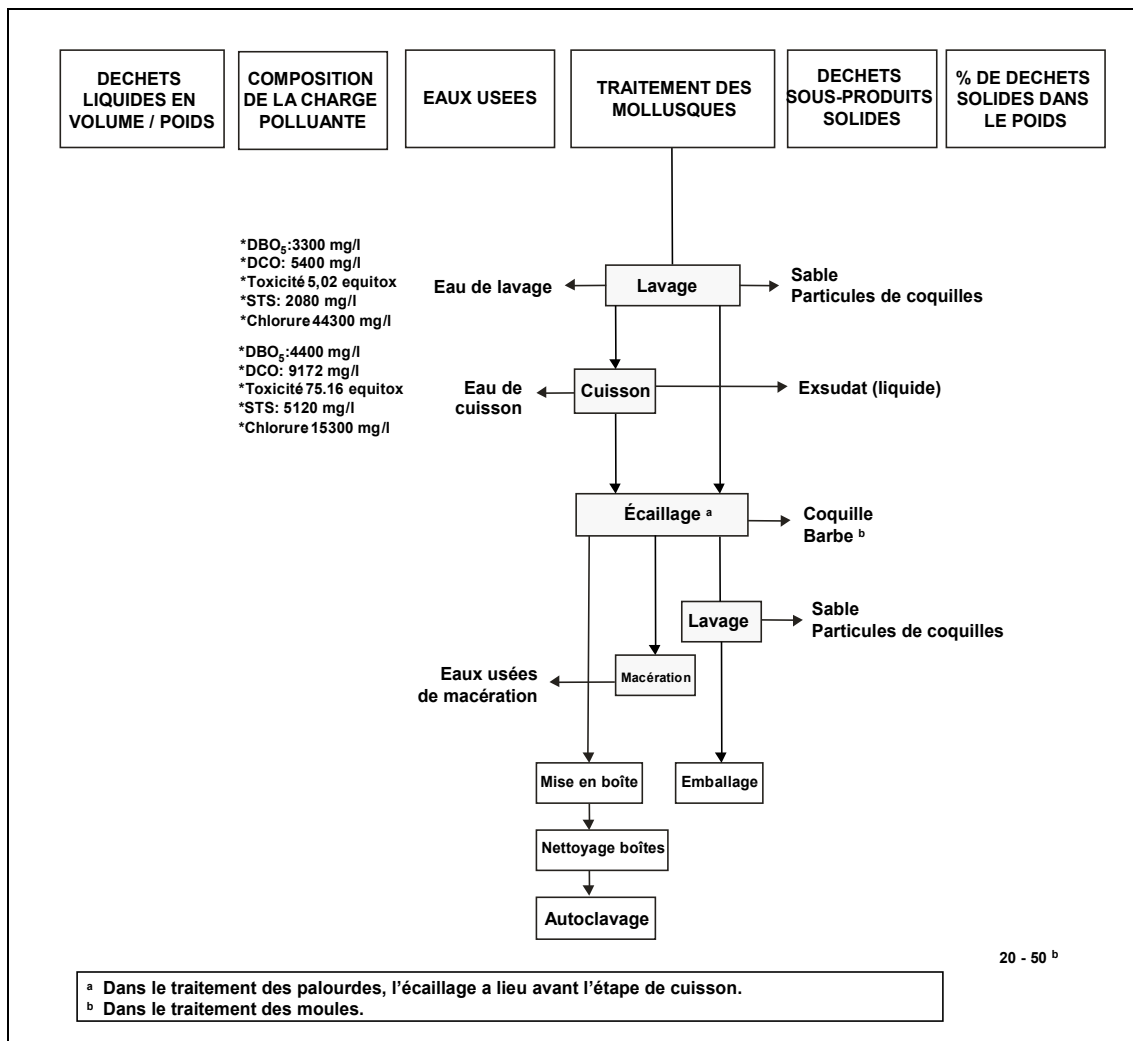 DECHETS
LIQUIDES EN
VOLUME / POIDS
COMPOSITION
DE LA CHARGE
POLLUANTE
EAUX USEES
TRAITEMENT DES
MOLLUSQUES
DECHETS
SOUS-PRODUITS
SOLIDES
% DE DECHETS
SOLIDES DANS
LE POIDS
*DBO₅:3300 mg/l
*DCO: 5400 mg/l
*Toxicité 5,02 equitox
*STS: 2080 mg/l
*Chlorure 44300 mg/l
Eau de lavage
Lavage
Sable
Particules de coquilles
*DBO₅:4400 mg/l
*DCO: 9172 mg/l
*Toxicité 75.16 equitox
*STS: 5120 mg/l
*Chlorure 15300 mg/l
Eau de
cuisson
Cuisson
Exsudat (liquide)
Écaillage ᵃ
Coquille
Barbe ᵇ
Lavage
Sable
Particules de coquilles
Eaux usées
de macération
Macération
Mise en boîte
Emballage
Nettoyage boîtes
Autoclavage
20 - 50 ᵇ
ᵃ Dans le traitement des palourdes, l’écaillage a lieu avant l’étape de cuisson.
ᵇ Dans le traitement des moules.